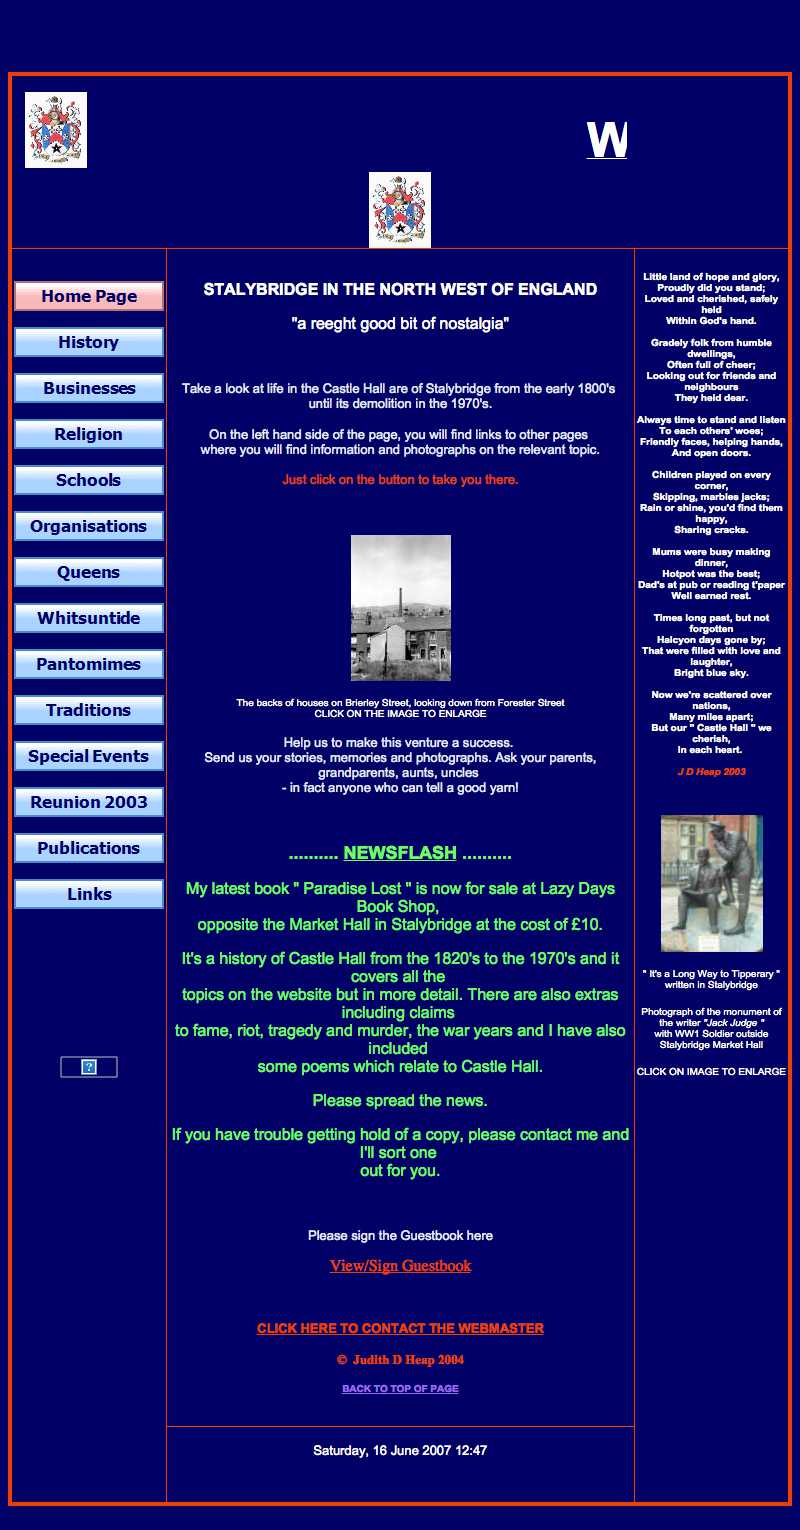 W
Home Page
History
Businesses
Religion
Schools
Organisations
Queens
Whitsuntide
Pantomimes
Traditions
Special Events
Reunion 2003
Publications
Links
STALYBRIDGE IN THE NORTH WEST OF ENGLAND
"a reeght good bit of nostalgia"
Take a look at life in the Castle Hall are of Stalybridge from the early 1800's
until its demolition in the 1970's.
On the left hand side of the page, you will find links to other pages
where you will find information and photographs on the relevant topic.
Just click on the button to take you there.
The backs of houses on Brierley Street, looking down from Forester Street
CLICK ON THE IMAGE TO ENLARGE
Help us to make this venture a success.
Send us your stories, memories and photographs. Ask your parents,
grandparents, aunts, uncles
- in fact anyone who can tell a good yarn!
.......... NEWSFLASH ..........
My latest book " Paradise Lost " is now for sale at Lazy Days
Book Shop,
opposite the Market Hall in Stalybridge at the cost of £10.
It's a history of Castle Hall from the 1820's to the 1970's and it
covers all the
topics on the website but in more detail. There are also extras
including claims
to fame, riot, tragedy and murder, the war years and I have also
included
some poems which relate to Castle Hall.
Please spread the news.
If you have trouble getting hold of a copy, please contact me and
I'll sort one
out for you.
Please sign the Guestbook here
View/Sign Guestbook
CLICK HERE TO CONTACT THE WEBMASTER
© Judith D Heap 2004
BACK TO TOP OF PAGE
Saturday, 16 June 2007 12:47
Little land of hope and glory,
Proudly did you stand;
Loved and cherished, safely
held
Within God's hand.
Gradely folk from humble
dwellings,
Often full of cheer;
Looking out for friends and
neighbours
They held dear.
Always time to stand and listen
To each others' woes;
Friendly faces, helping hands,
And open doors.
Children played on every
corner,
Skipping, marbles jacks;
Rain or shine, you'd find them
happy,
Sharing cracks.
Mums were busy making
dinner,
Hotpot was the best;
Dad's at pub or reading t'paper
Well earned rest.
Times long past, but not
forgotten
Halcyon days gone by;
That were filled with love and
laughter,
Bright blue sky.
Now we're scattered over
nations,
Many miles apart;
But our " Castle Hall " we
cherish,
In each heart.
J D Heap 2003
" It's a Long Way to Tipperary "
written in Stalybridge
Photograph of the monument of
the writer "Jack Judge "
with WW1 Soldier outside
Stalybridge Market Hall
CLICK ON IMAGE TO ENLARGE